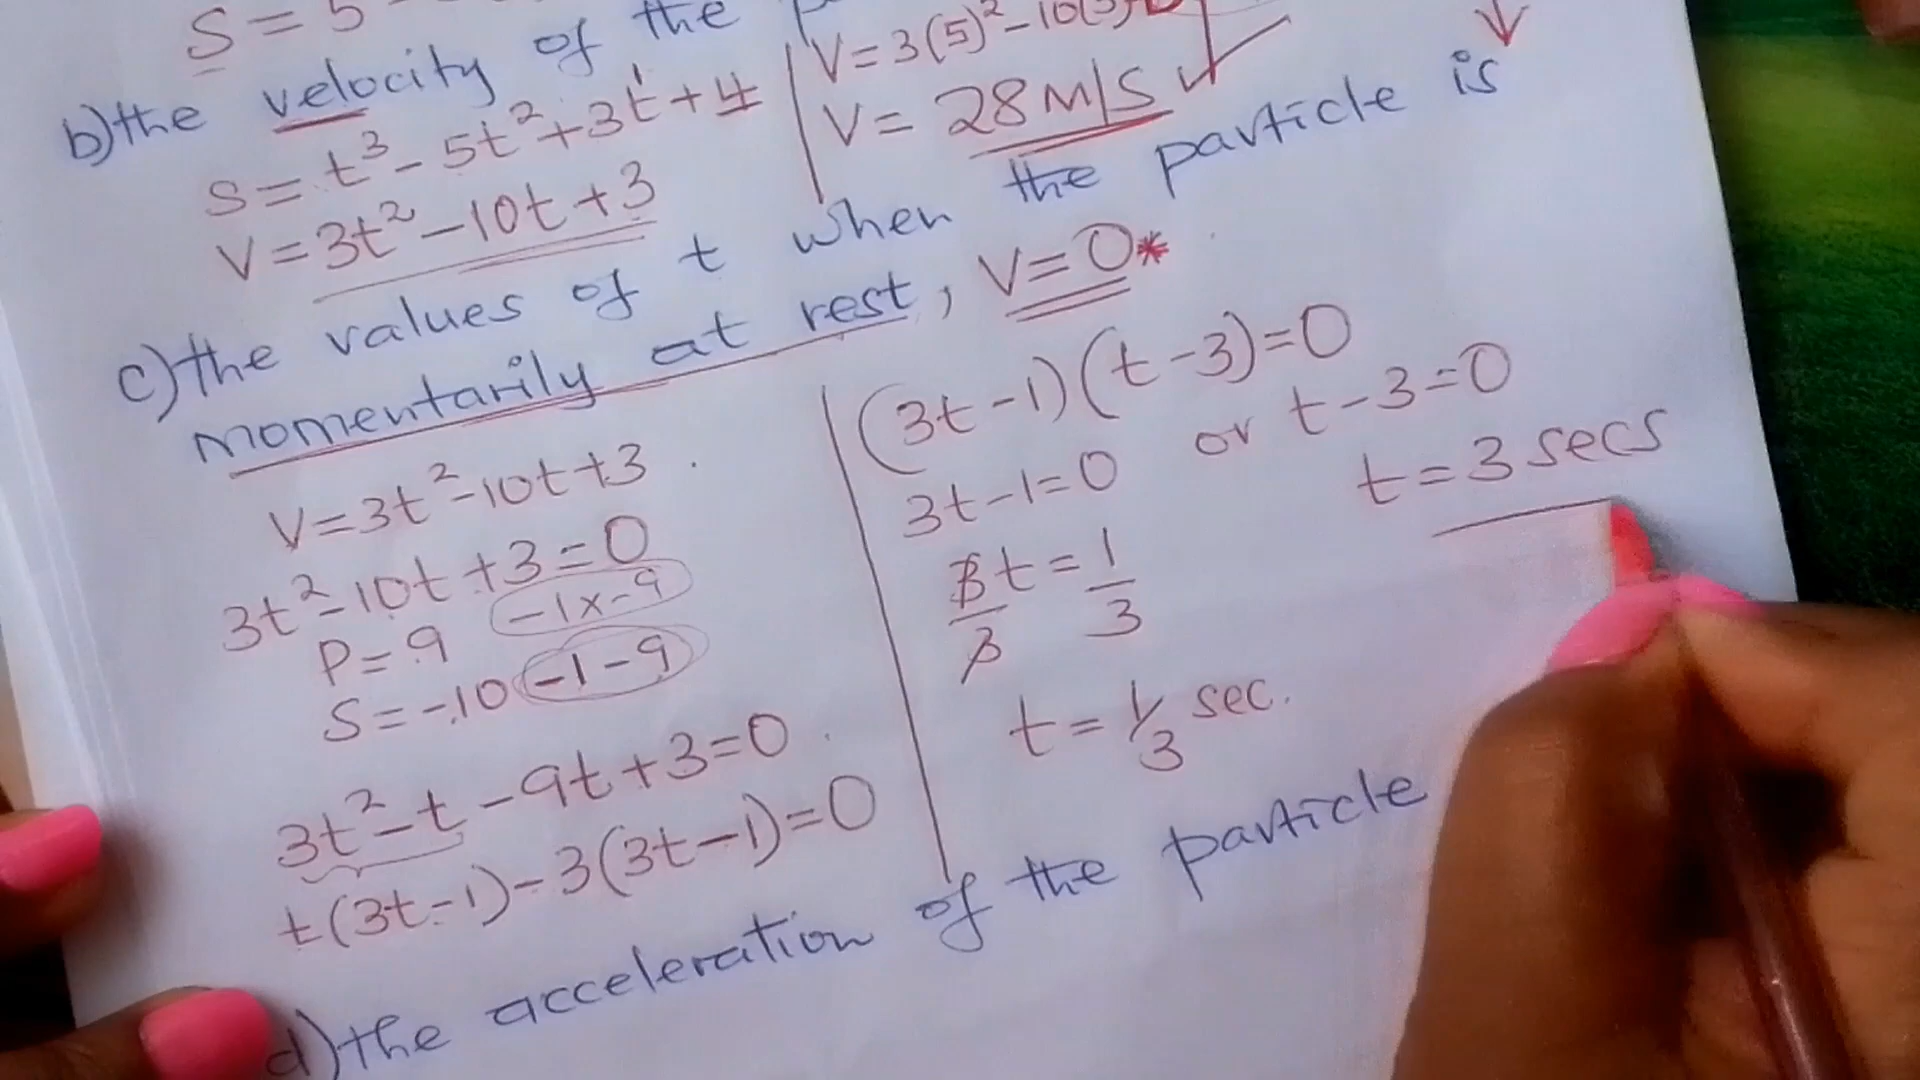 S = 5
b) the velocity of the
S = t³ - 5t² + 3t¹ + 4
V = 3t² - 10t + 3
V = 3(5)² - 10(5)
V = 28 M/S ✓
c) the values of t when the particle is
momentarily at rest, V = 0*
V = 3t² - 10t + 3
3t² - 10t + 3 = 0
P = 9 -1 x -9
S = -10 -1 - 9
3t² - t - 9t + 3 = 0
t(3t - 1) - 3(3t - 1) = 0
(3t - 1)(t - 3) = 0
3t - 1 = 0 or t - 3 = 0
t = 3 secs
3t/3 = 1/3
t = 1/3 sec.
d) the acceleration of the particle